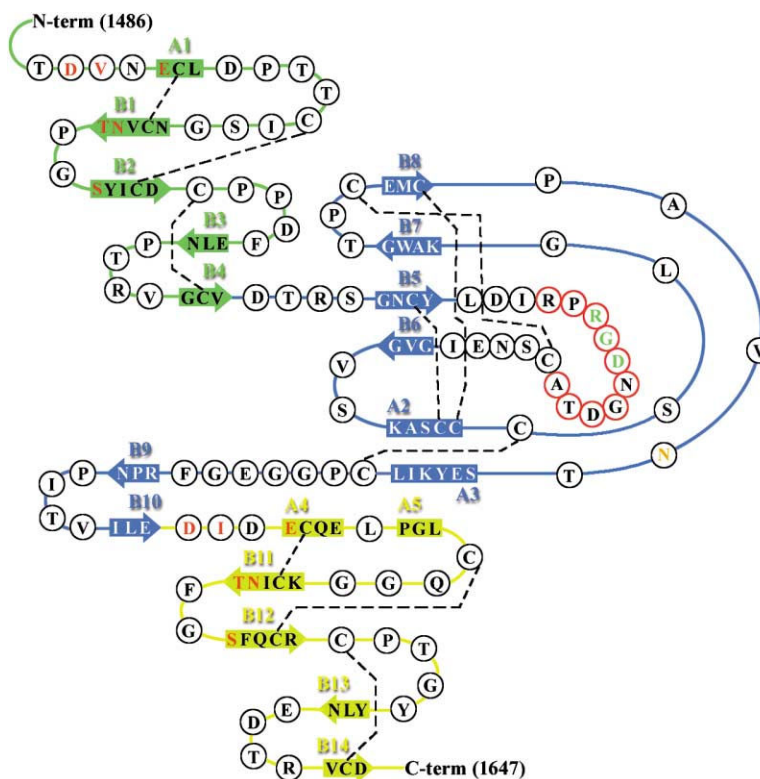 N-term (1486)
A1
T D V N ECL D P T
T
B1
P TNVCN G S I C
B2
G SYICD C P P
B3
T P NLE F D
B4
R V GCV D T R S
B8
C EMC P A
B7
P T GWAK G L
B5
GNCY L D I R P R G D N G D T A C
B6
V GVG I E N S
V
A2
S KASCC C S N
B9
I P NPR F G E G G P C LIKYES T
A3
B10
T V ILE D I D
A4
ECQE L
A5
PGL
C
B11
F TNICK G G Q
B12
G SFQCR C P T
G
B13
D E NLY Y
B14
T R VCD C-term (1647)